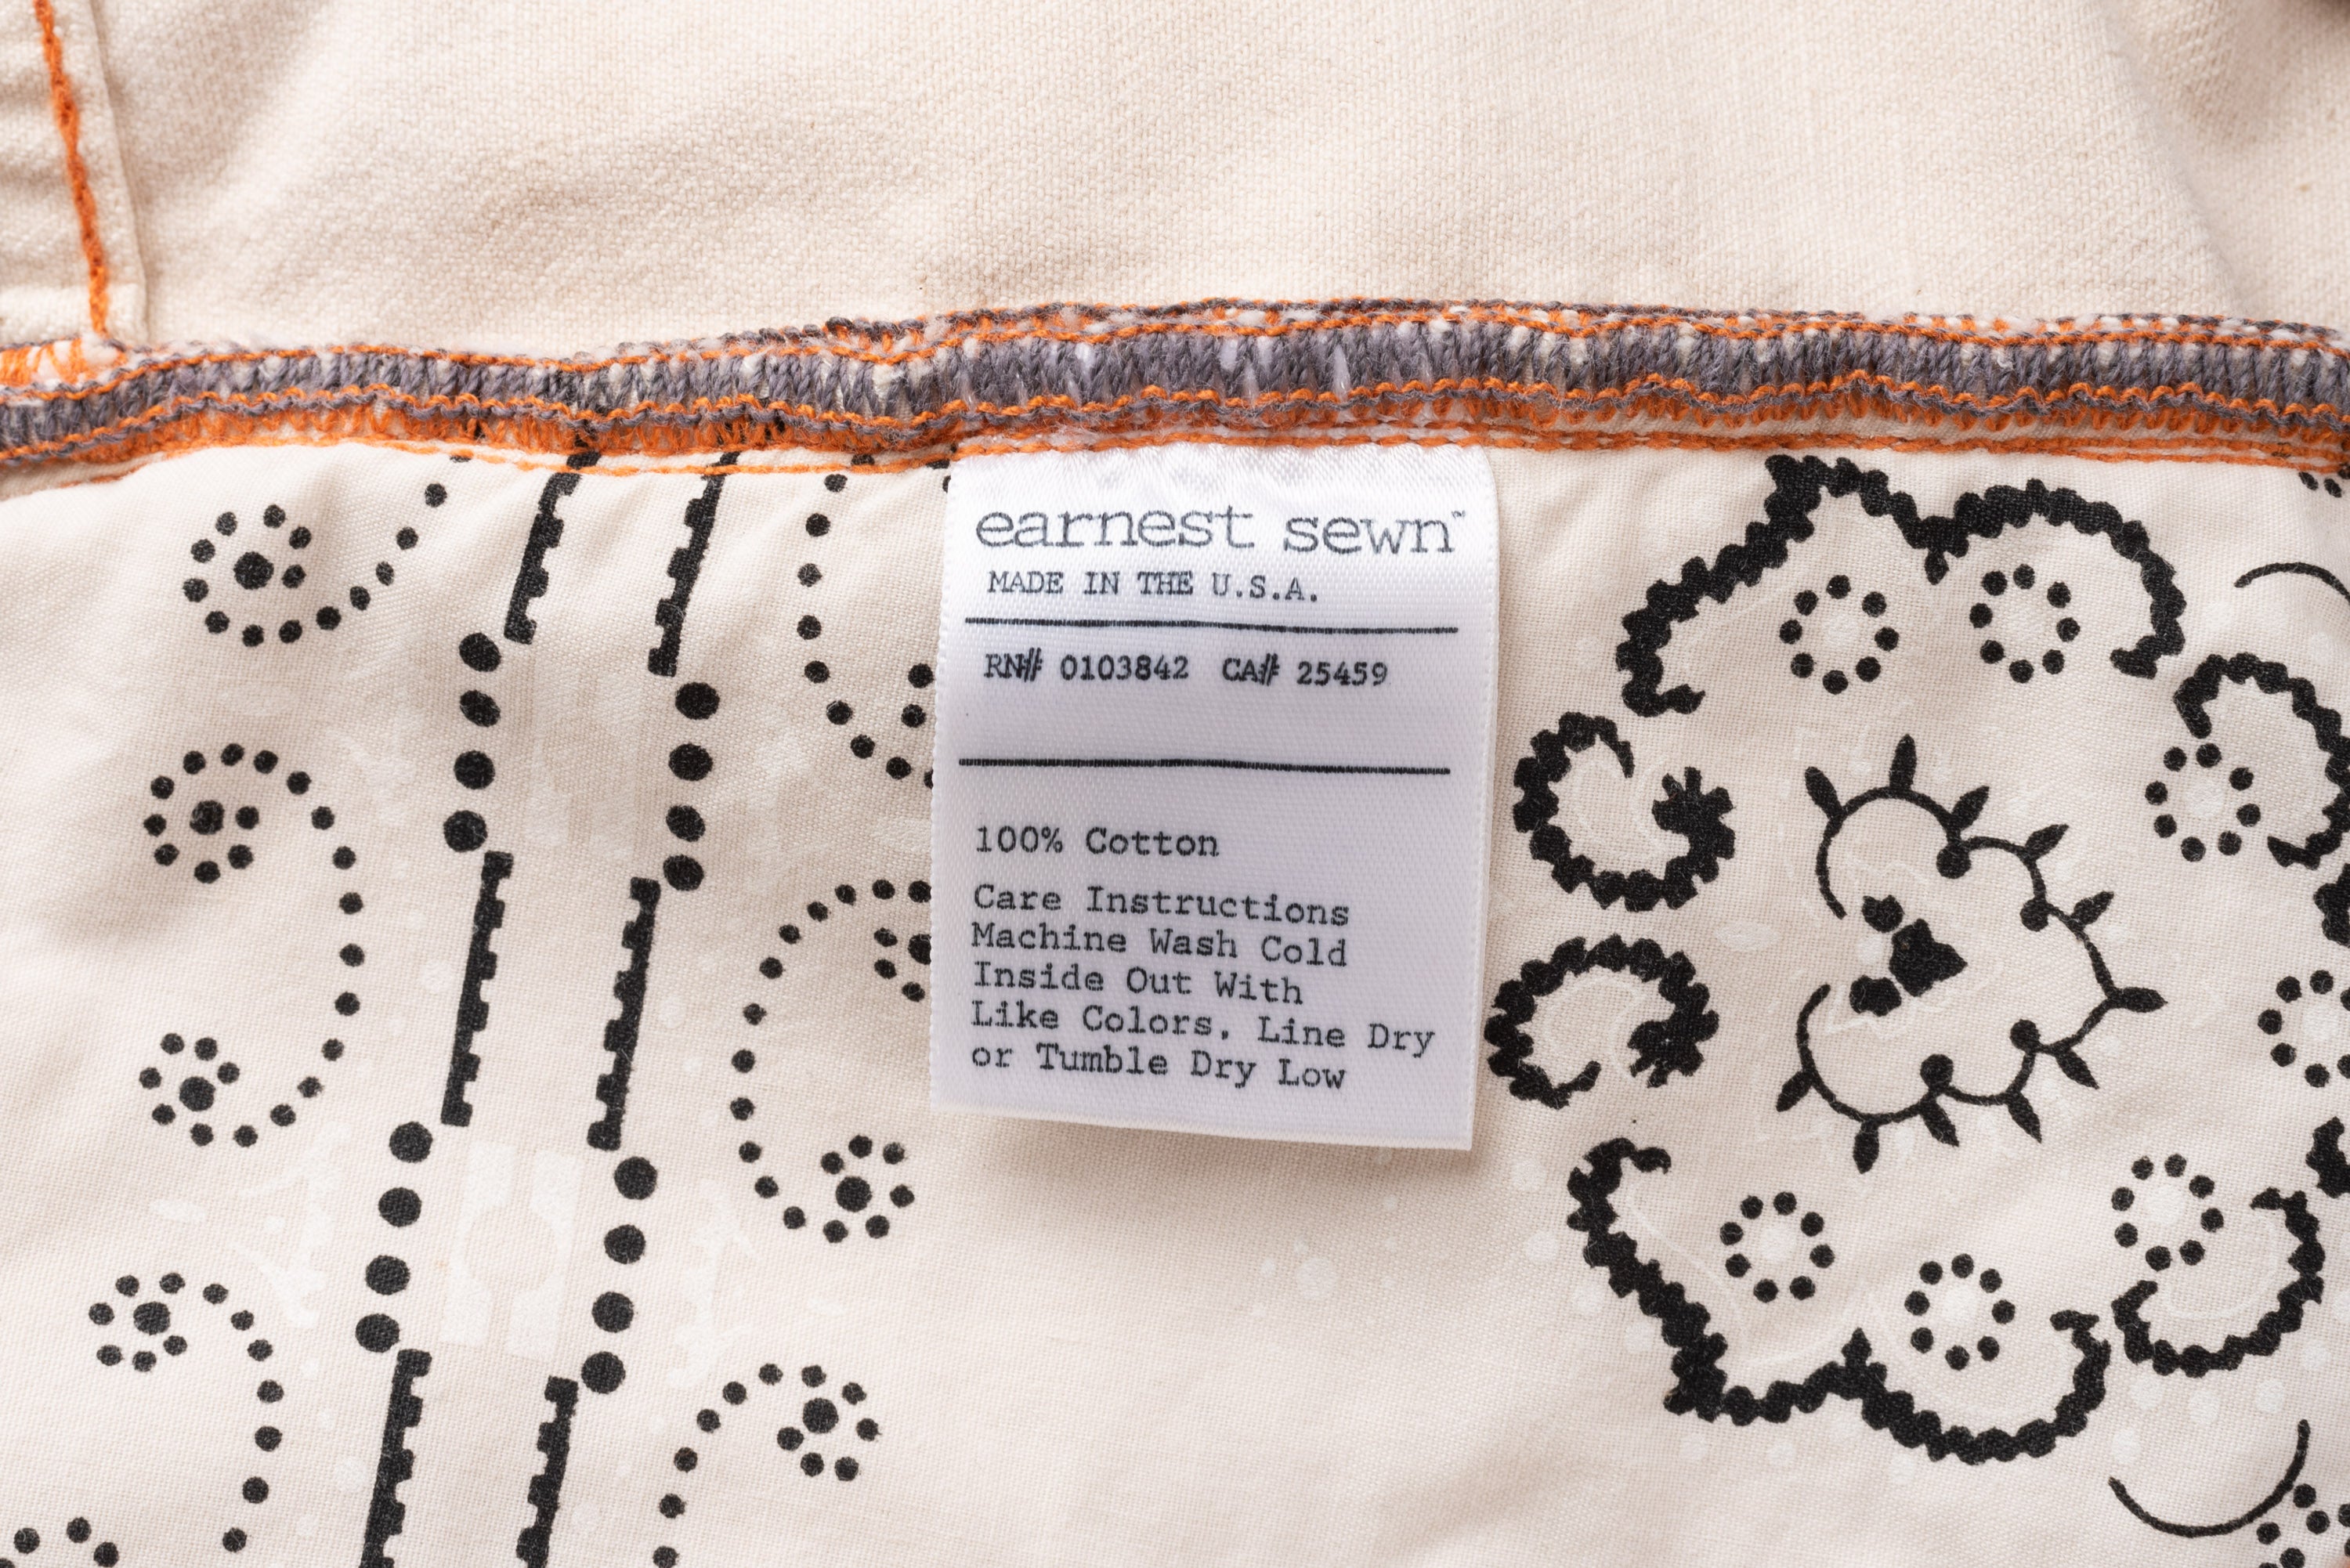 earnest sewn™
MADE IN THE U.S.A.
RN# 0103842 CA# 25459
100% Cotton
Care Instructions
Machine Wash Cold
Inside Out With
Like Colors. Line Dry
or Tumble Dry Low